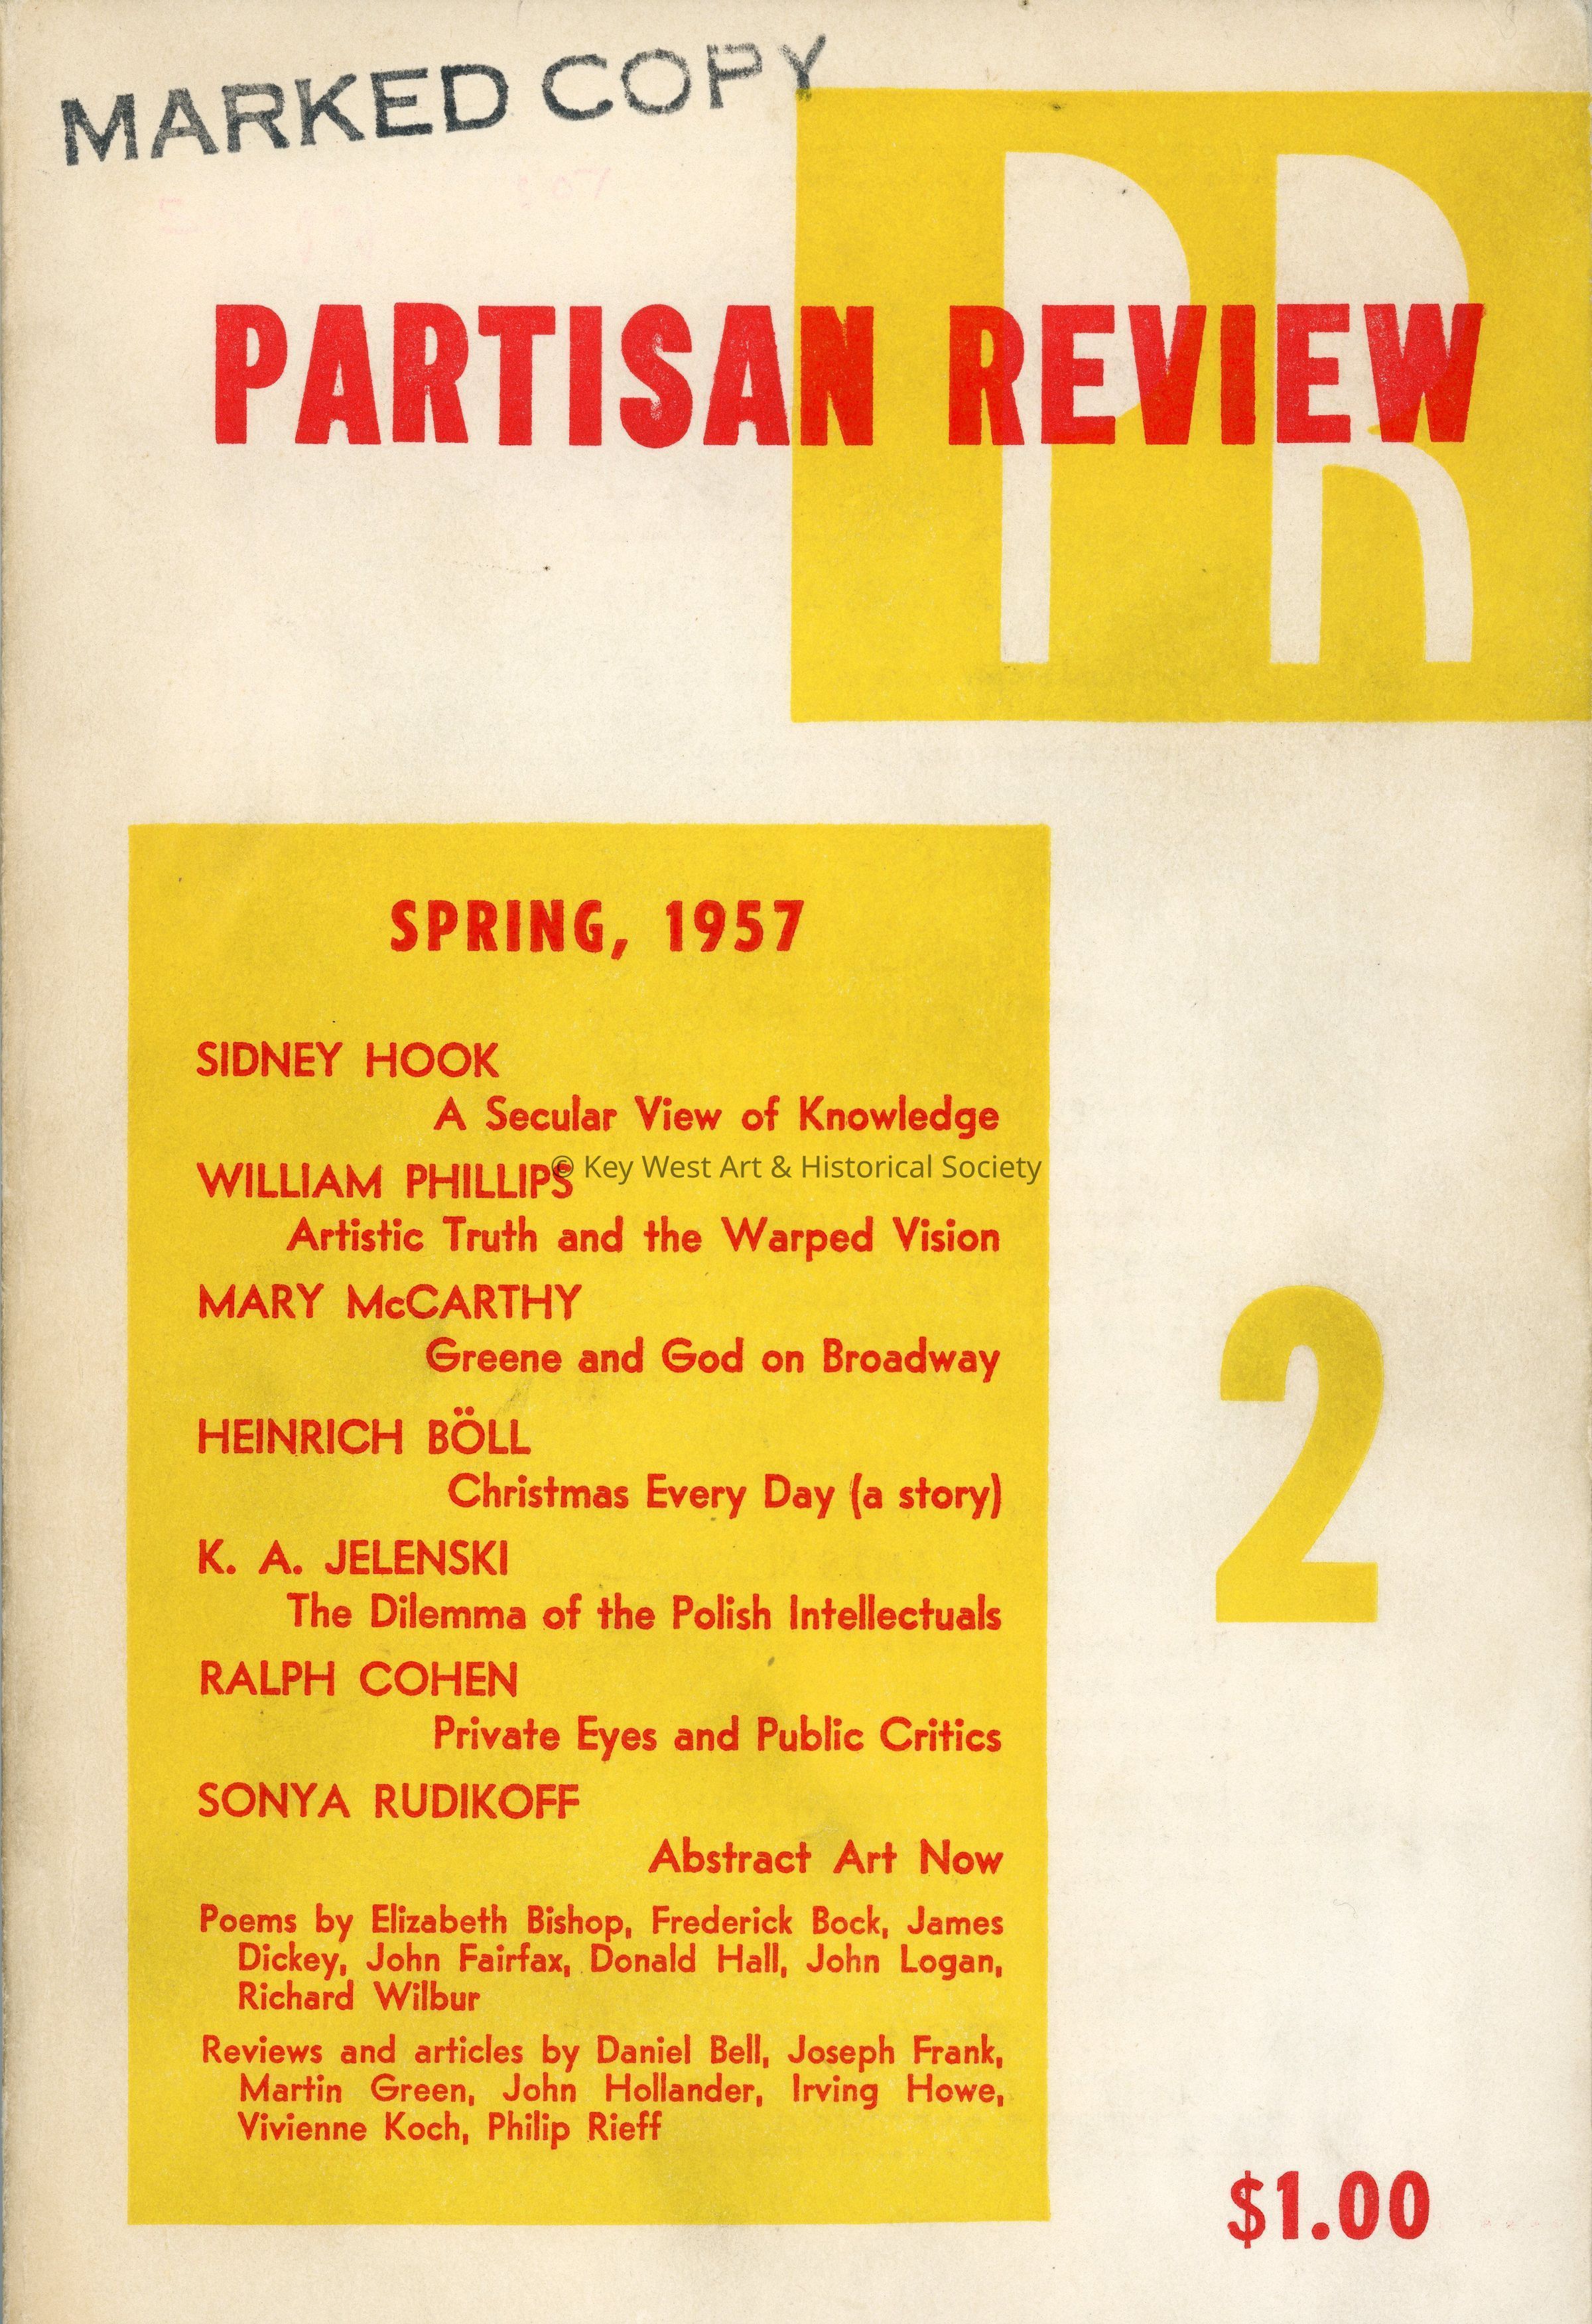 MARKED COPY
PR
PARTISAN REVIEW
SPRING, 1957
SIDNEY HOOK
A Secular View of Knowledge
© Key West Art & Historical Society
WILLIAM PHILLIPS
Artistic Truth and the Warped Vision
MARY McCARTHY
Greene and God on Broadway
HEINRICH BÖLL
Christmas Every Day (a story)
K. A. JELENSKI
The Dilemma of the Polish Intellectuals
RALPH COHEN
Private Eyes and Public Critics
SONYA RUDIKOFF
Abstract Art Now
Poems by Elizabeth Bishop, Frederick Bock, James
Dickey, John Fairfax, Donald Hall, John Logan,
Richard Wilbur
Reviews and articles by Daniel Bell, Joseph Frank,
Martin Green, John Hollander, Irving Howe,
Vivienne Koch, Philip Rieff
2
$1.00